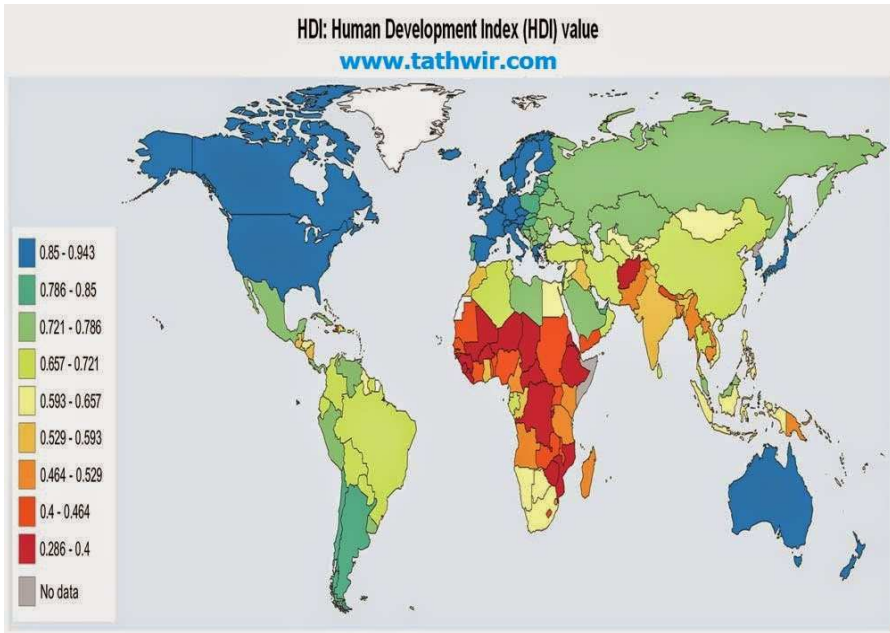 HDI: Human Development Index (HDI) value
www.tathwir.com
0.85 - 0.943
0.786 - 0.85
0.721 - 0.786
0.657 - 0.721
0.593 - 0.657
0.529 - 0.593
0.464 - 0.529
0.4 - 0.464
0.286 - 0.4
No data